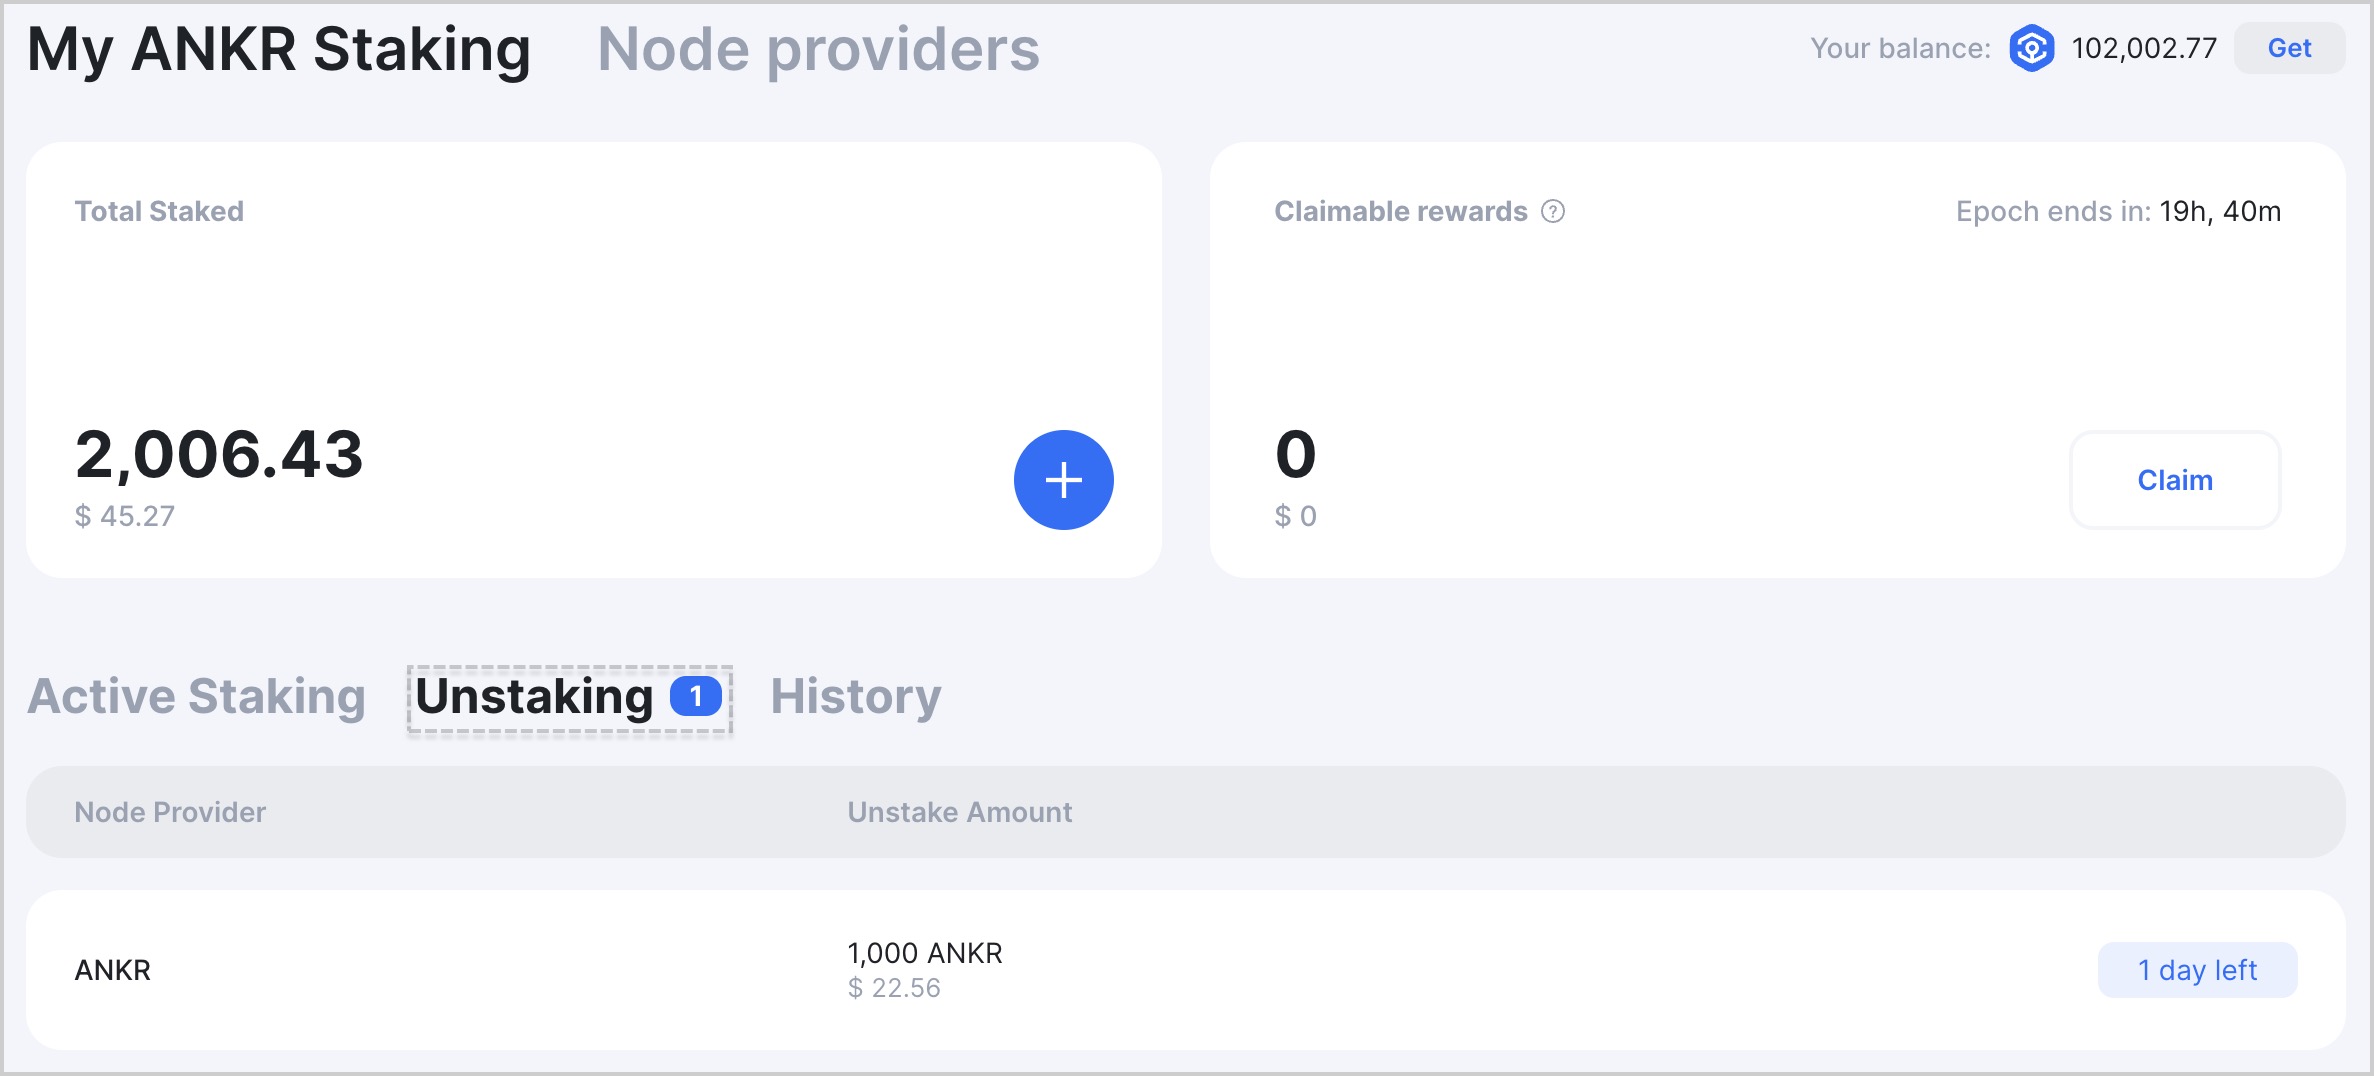 My ANKR Staking Node providers Your balance: 102,002.77 Get
Total Staked
2,006.43
$ 45.27
Claimable rewards ? Epoch ends in: 19h, 40m
0
$ 0
Claim
Active Staking Unstaking 1 History
Node Provider Unstake Amount
ANKR
1,000 ANKR
$ 22.56
1 day left